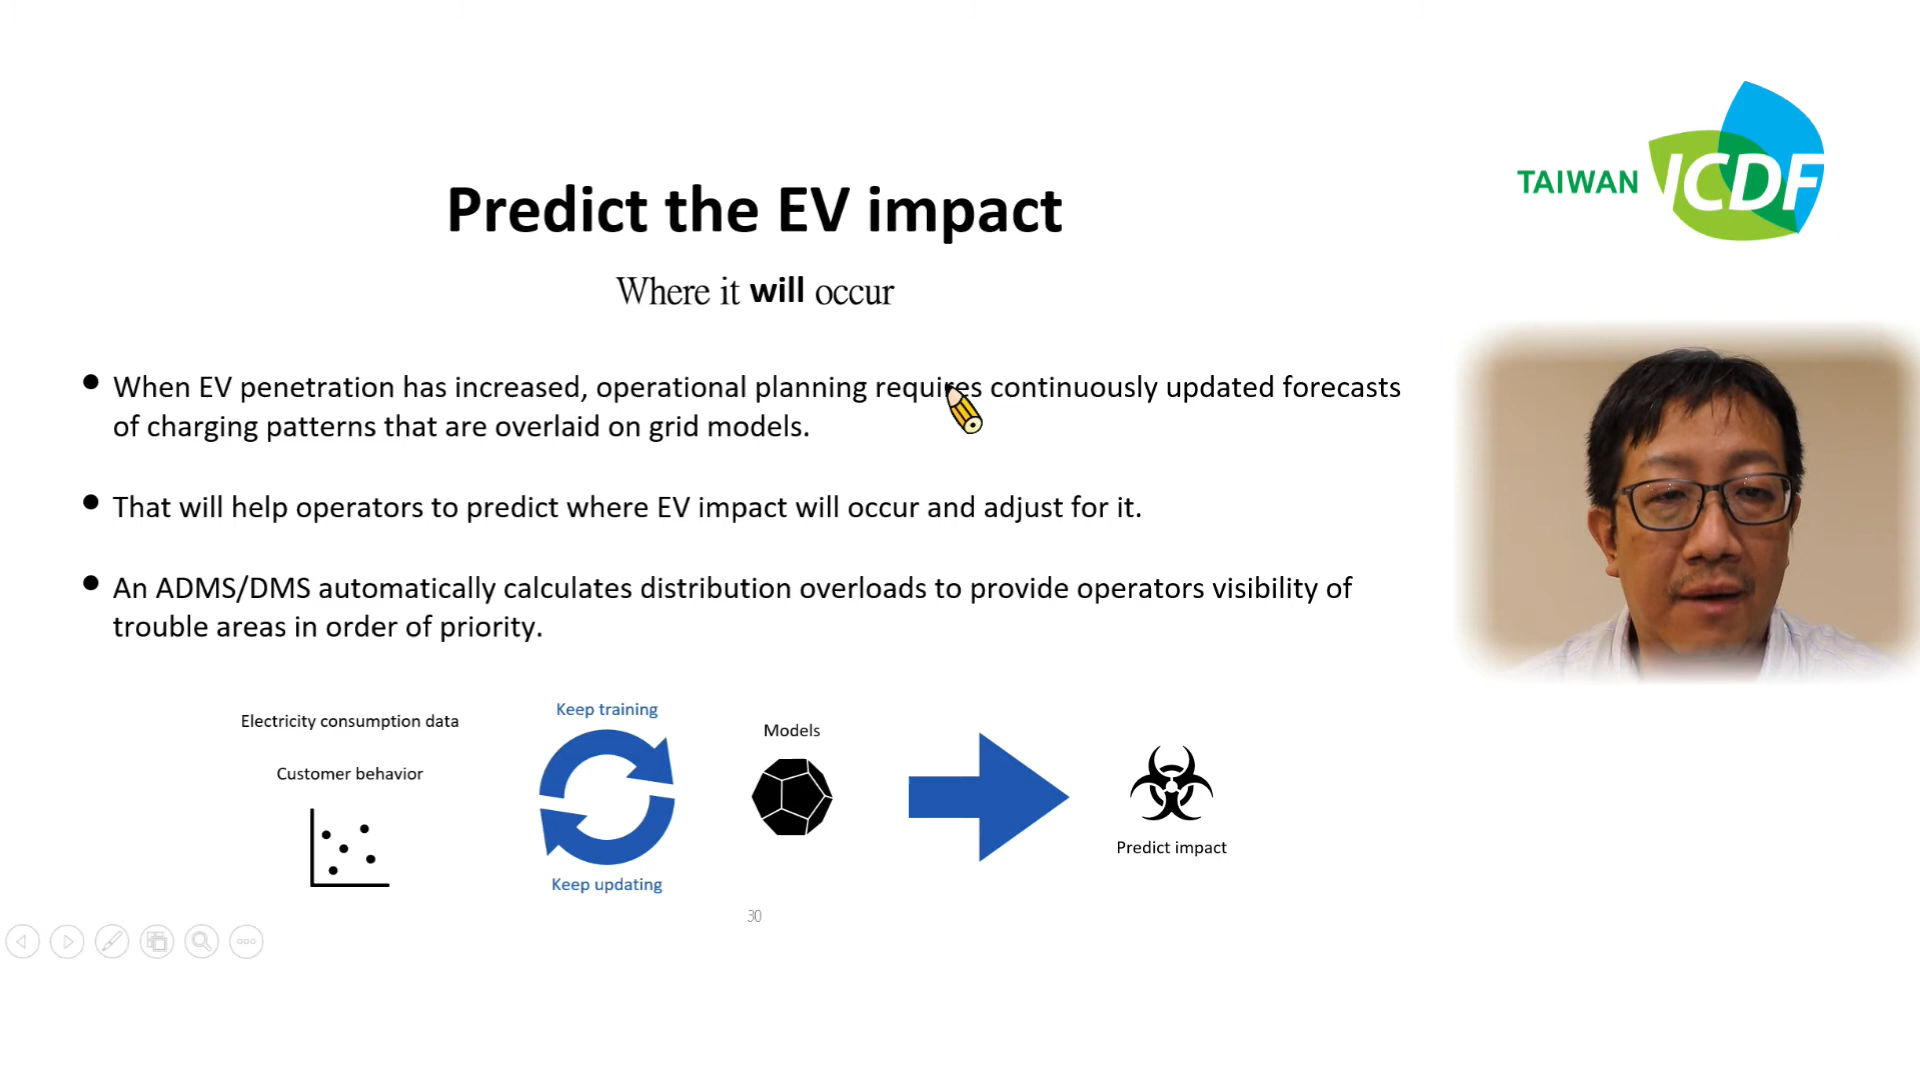 TAIWAN ICDF
Predict the EV impact
Where it will occur
When EV penetration has increased, operational planning requires continuously updated forecasts
of charging patterns that are overlaid on grid models.
That will help operators to predict where EV impact will occur and adjust for it.
An ADMS/DMS automatically calculates distribution overloads to provide operators visibility of
trouble areas in order of priority.
Electricity consumption data
Customer behavior
Keep training
Keep updating
Models
Predict impact
30